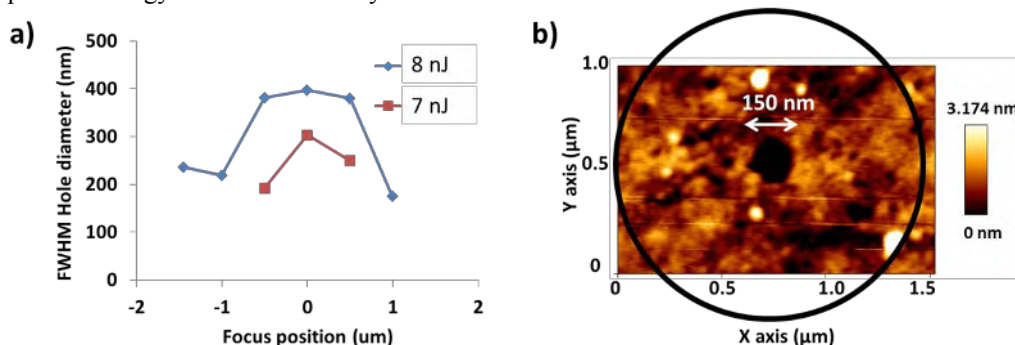 a)
500
400
300
200
100
0
-2
-1
0
1
2
FWHM Hole diameter (nm)
Focus position (um)
8 nJ
7 nJ
b)
1.0
0.5
0
Y axis (µm)
150 nm
0
0.5
1.0
1.5
X axis (µm)
3.174 nm
0 nm